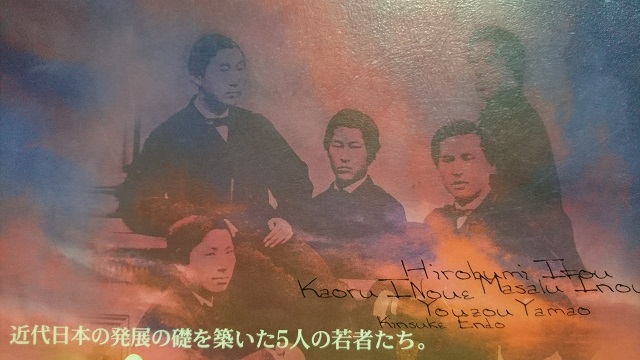 Hirobumi Itou
Kaoru Inoue Masalu Inou
Youzou Yamao
Kinsuke Endo
近代日本の発展の礎を築いた5人の若者たち。